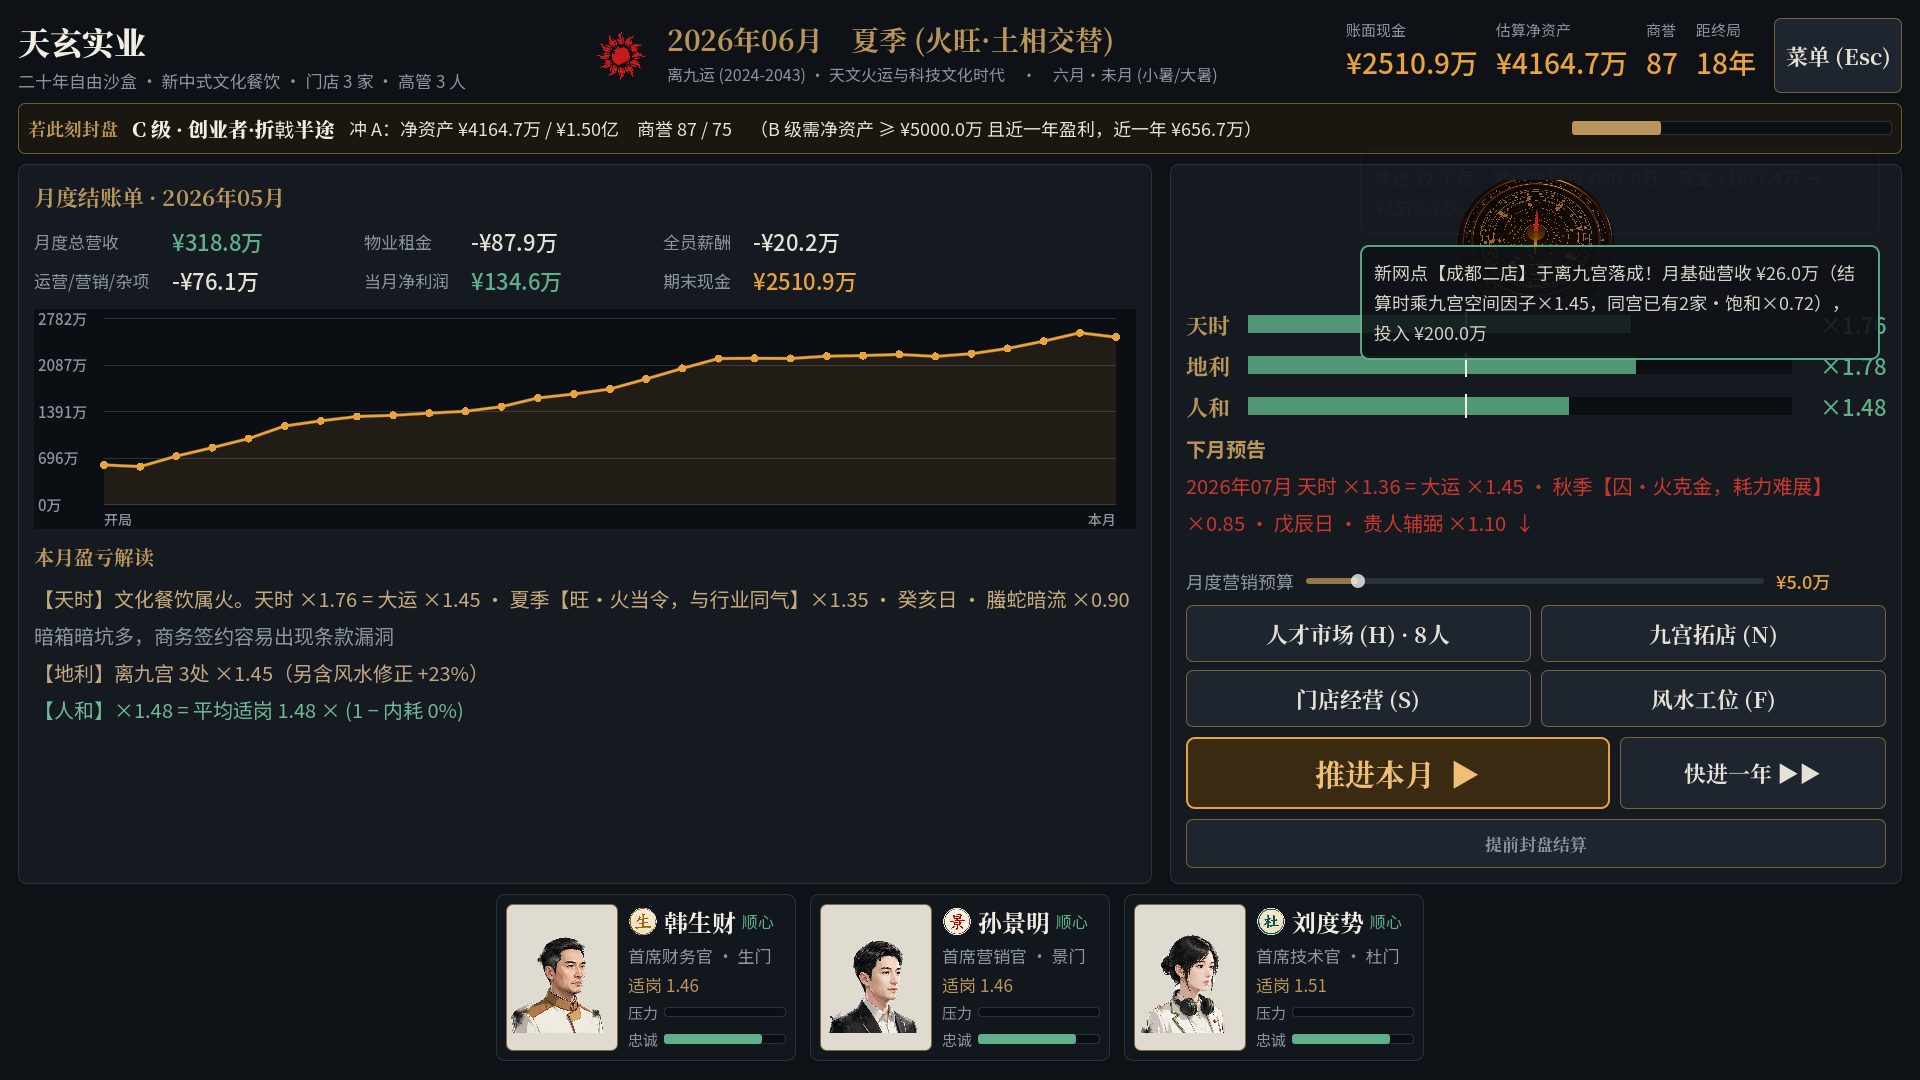 天玄实业
二十年自由沙盒 · 新中式文化餐饮 · 门店 3 家 · 高管 3 人
2026年06月 夏季 (火旺·土相交替)
离九运 (2024-2043) · 天文火运与科技文化时代 · 六月·未月 (小暑/大暑)
账面现金 估算净资产 商誉 距终局
¥2510.9万 ¥4164.7万 87 18年
菜单 (Esc)
若此刻封盘 C 级 · 创业者·折戟半途 冲 A：净资产 ¥4164.7万 / ¥1.50亿 商誉 87 / 75 （B 级需净资产 ≥ ¥5000.0万 且近一年盈利，近一年 ¥656.7万）
月度结账单 · 2026年05月
月度总营收 ¥318.8万 物业租金 -¥87.9万 全员薪酬 -¥20.2万
运营/营销/杂项 -¥76.1万 当月净利润 ¥134.6万 期末现金 ¥2510.9万
2782万
2087万
1391万
696万
0万
开局 本月
本月盈亏解读
【天时】文化餐饮属火。天时 ×1.76 = 大运 ×1.45 · 夏季【旺·火当令，与行业同气】×1.35 · 癸亥日 · 螣蛇暗流 ×0.90
暗箱暗坑多，商务签约容易出现条款漏洞
【地利】离九宫 3处 ×1.45（另含风水修正 +23%）
【人和】×1.48 = 平均适岗 1.48 × (1 − 内耗 0%)
快进 12 个月：
¥687.9万，现金 ¥1877.4万 →
¥2576.3万
新网点【成都二店】于离九宫落成！月基础营收 ¥26.0万（结
算时乘九宫空间因子×1.45，同宫已有2家·饱和×0.72），
投入 ¥200.0万
天时 ×1.76
地利 ×1.78
人和 ×1.48
下月预告
2026年07月 天时 ×1.36 = 大运 ×1.45 · 秋季【囚·火克金，耗力难展】
×0.85 · 戊辰日 · 贵人辅弼 ×1.10 ↓
月度营销预算 ¥5.0万
人才市场 (H) · 8人
九宫拓店 (N)
门店经营 (S)
风水工位 (F)
推进本月 ▶
快进一年 ▶▶
提前封盘结算
生 韩生财 顺心
首席财务官 · 生门
适岗 1.46
压力
忠诚
景 孙景明 顺心
首席营销官 · 景门
适岗 1.46
压力
忠诚
杜 刘度势 顺心
首席技术官 · 杜门
适岗 1.51
压力
忠诚